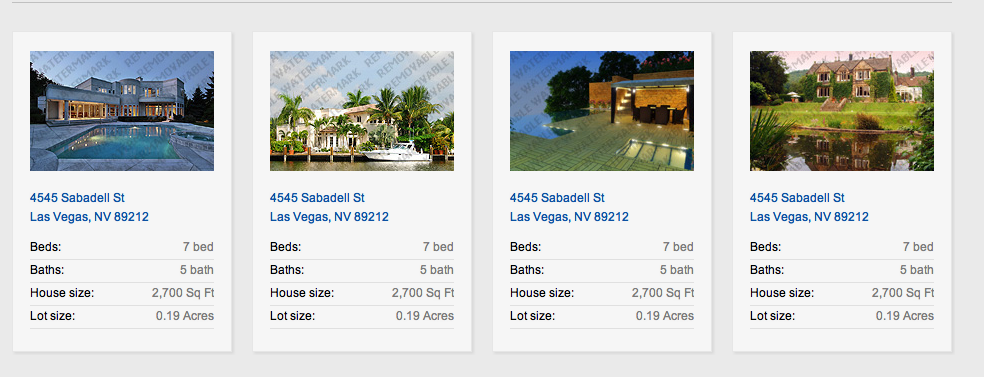 WATERMARK REMOVABLE
WATERMARK REMOVABLE
WATERMARK REMOVABLE
WATERMARK REMOVABLE
4545 Sabadell St
Las Vegas, NV 89212
Beds: 7 bed
Baths: 5 bath
House size: 2,700 Sq Ft
Lot size: 0.19 Acres
4545 Sabadell St
Las Vegas, NV 89212
Beds: 7 bed
Baths: 5 bath
House size: 2,700 Sq Ft
Lot size: 0.19 Acres
4545 Sabadell St
Las Vegas, NV 89212
Beds: 7 bed
Baths: 5 bath
House size: 2,700 Sq Ft
Lot size: 0.19 Acres
4545 Sabadell St
Las Vegas, NV 89212
Beds: 7 bed
Baths: 5 bath
House size: 2,700 Sq Ft
Lot size: 0.19 Acres